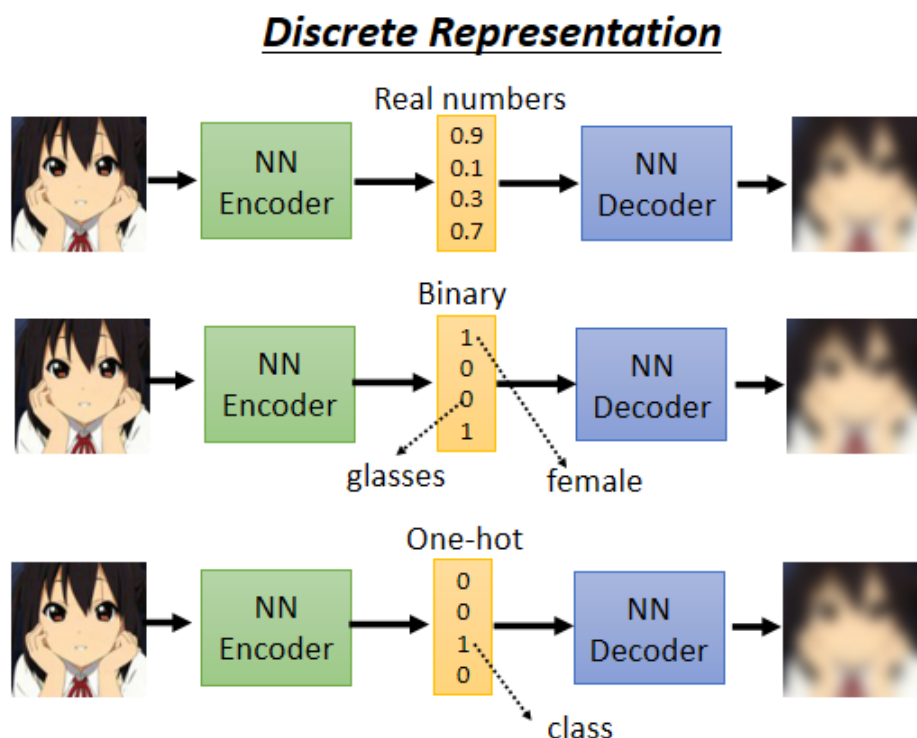 Discrete Representation
Real numbers
NN
Encoder
0.9
0.1
0.3
0.7
NN
Decoder
Binary
NN
Encoder
1
0
0
1
NN
Decoder
glasses
female
One-hot
NN
Encoder
0
0
1
0
NN
Decoder
class